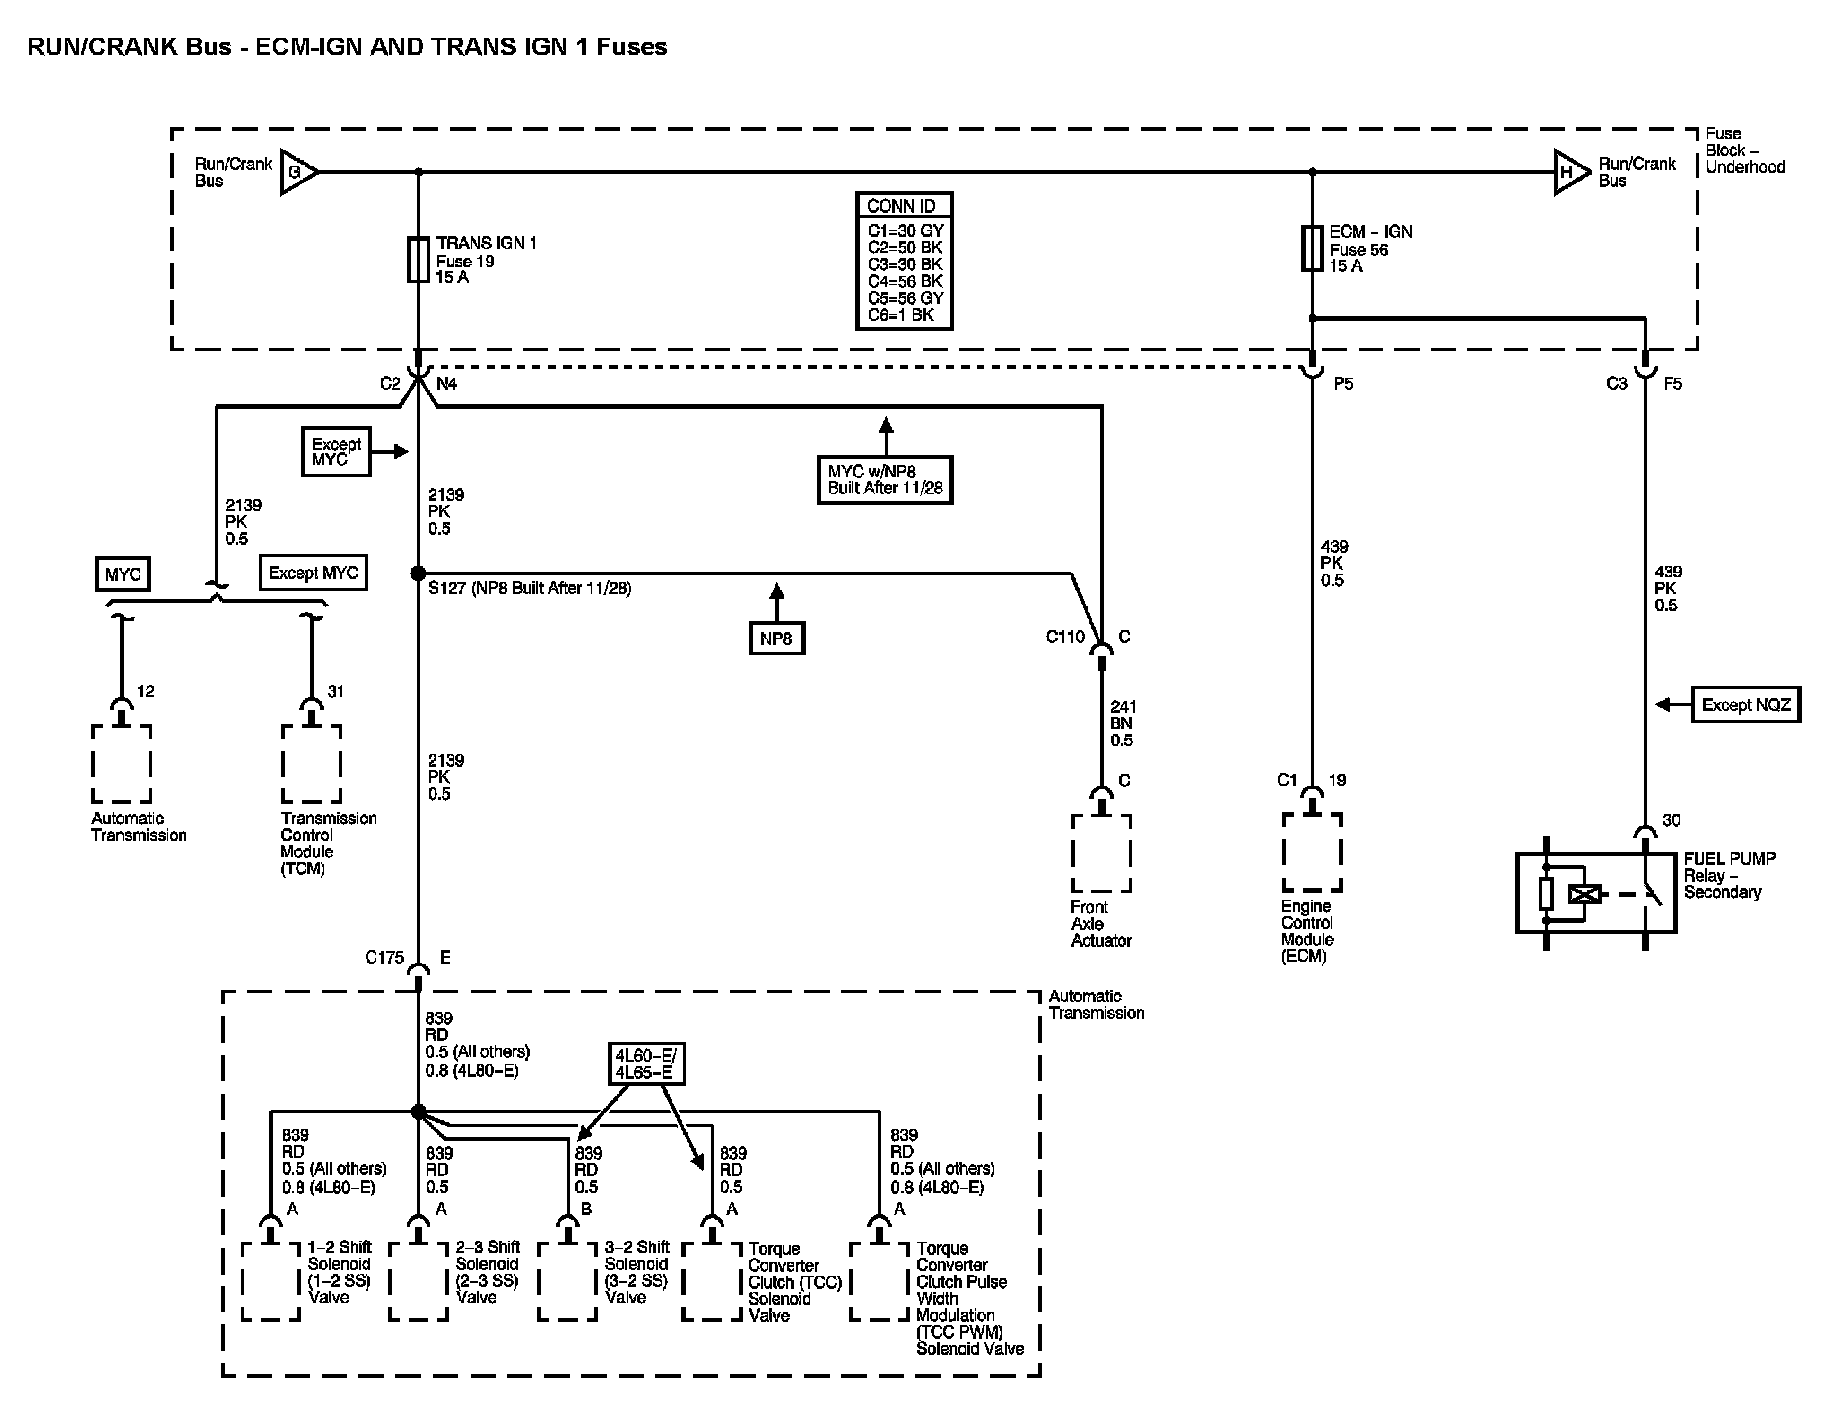 RUN/CRANK Bus - ECM-IGN AND TRANS IGN 1 Fuses
Fuse
Block –
Underhood
Run/Crank
Bus
G
H
Run/Crank
Bus
CONN ID
C1=30 GY
C2=50 BK
C3=30 BK
C4=56 BK
C5=56 GY
C6=1 BK
TRANS IGN 1
Fuse 19
15 A
ECM – IGN
Fuse 56
15 A
C2
N4
P5
C3
F5
Except
MYC
MYC w/NP8
Built After 11/28
2139
PK
0.5
2139
PK
0.5
439
PK
0.5
439
PK
0.5
MYC
Except MYC
S127 (NP8 Built After 11/28)
NP8
C110
C
12
31
241
BN
0.5
Except NQZ
2139
PK
0.5
C
C1
19
30
Automatic
Transmission
Transmission
Control
Module
(TCM)
Front
Axle
Actuator
Engine
Control
Module
(ECM)
FUEL PUMP
Relay –
Secondary
C175
E
Automatic
Transmission
839
RD
0.5 (All others)
0.8 (4L80–E)
4L60–E/
4L65–E
839
RD
0.5 (All others)
0.8 (4L80–E)
A
839
RD
0.5
A
839
RD
0.5
B
839
RD
0.5
A
839
RD
0.5 (All others)
0.8 (4L80–E)
A
1–2 Shift
Solenoid
(1–2 SS)
Valve
2–3 Shift
Solenoid
(2–3 SS)
Valve
3–2 Shift
Solenoid
(3–2 SS)
Valve
Torque
Converter
Clutch (TCC)
Solenoid
Valve
Torque
Converter
Clutch Pulse
Width
Modulation
(TCC PWM)
Solenoid Valve